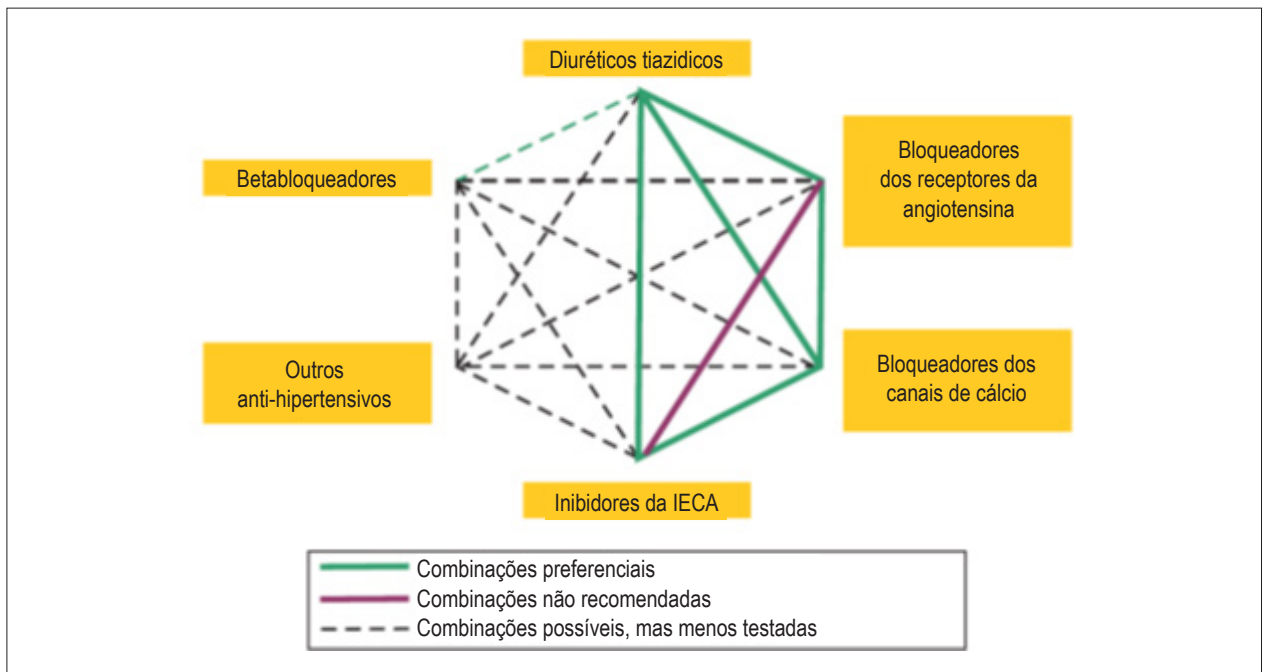 Diuréticos tiazidicos
Betabloqueadores
Bloqueadores
dos receptores da
angiotensina
Outros
anti-hipertensivos
Bloqueadores dos
canais de cálcio
Inibidores da IECA
Combinações preferenciais
Combinações não recomendadas
Combinações possíveis, mas menos testadas